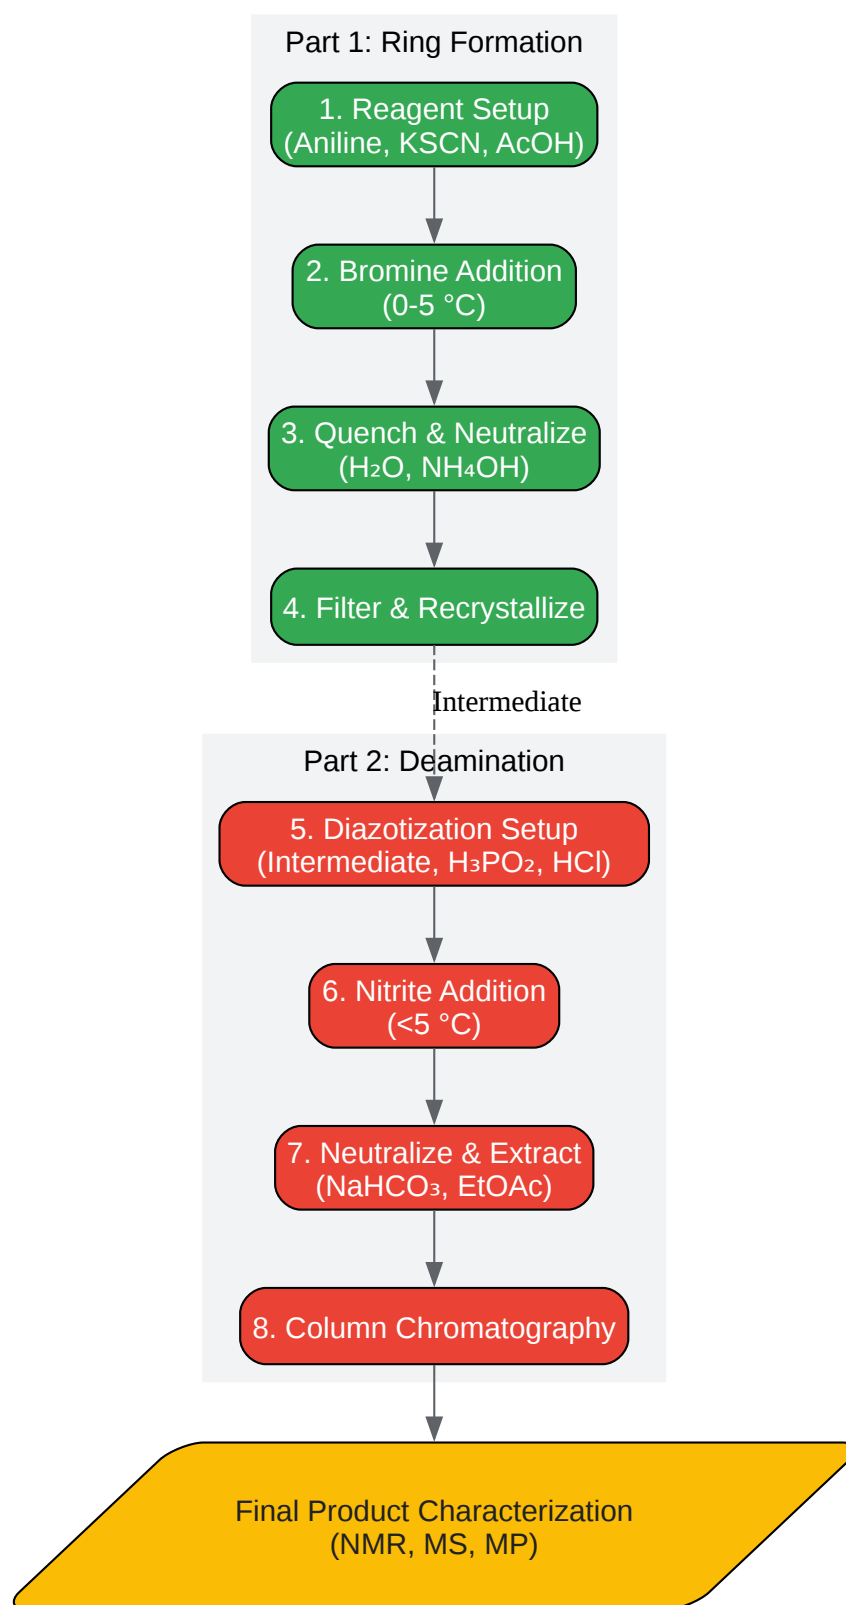 Part 1: Ring Formation
1. Reagent Setup
(Aniline, KSCN, AcOH)
2. Bromine Addition
(0-5 °C)
3. Quench & Neutralize
(H₂O, NH₄OH)
4. Filter & Recrystallize
Intermediate
Part 2: Deamination
5. Diazotization Setup
(Intermediate, H₃PO₂, HCl)
6. Nitrite Addition
(<5 °C)
7. Neutralize & Extract
(NaHCO₃, EtOAc)
8. Column Chromatography
Final Product Characterization
(NMR, MS, MP)